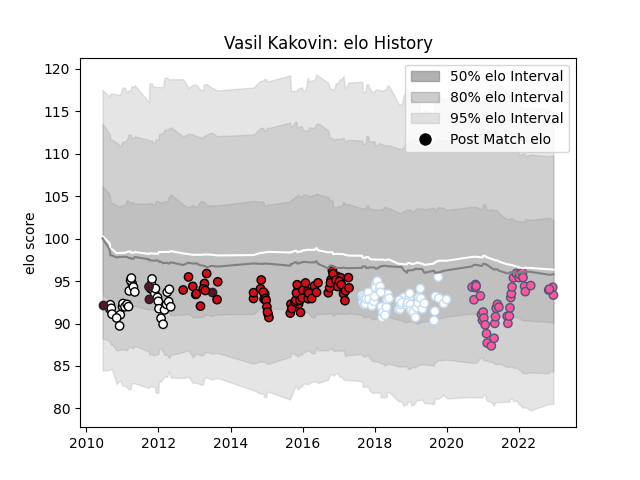 Vasil Kakovin: elo History
50% elo Interval
80% elo Interval
95% elo Interval
Post Match elo
elo score
120
115
110
105
100
95
90
85
80
2010 2012 2014 2016 2018 2020 2022